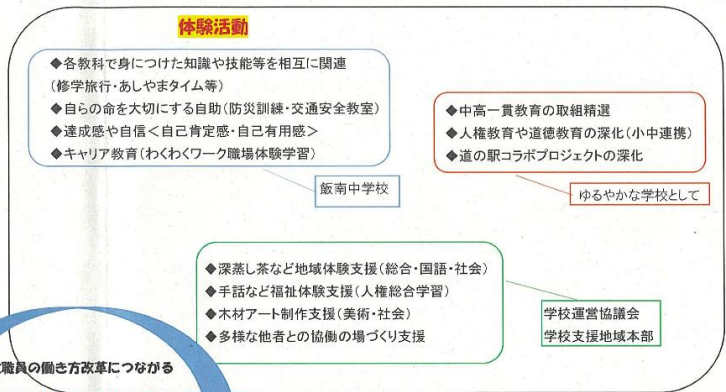 体験活動
◆各教科で身につけた知識や技能等を相互に関連
(修学旅行・あしやまタイム等)
◆自らの命を大切にする自助(防災訓練・交通安全教室)
◆達成感や自信<自己肯定感・自己有用感>
◆キャリア教育(わくわくワーク職場体験学習)
飯南中学校
◆中高一貫教育の取組精選
◆人権教育や道徳教育の深化(小中連携)
◆道の駅コラボプロジェクトの深化
ゆるやかな学校として
◆深蒸し茶など地域体験支援(総合・国語・社会)
◆手話など福祉体験支援(人権総合学習)
◆木材アート制作支援(美術・社会)
◆多様な他者との協働の場づくり支援
学校運営協議会
学校支援地域本部
職員の働き方改革につながる